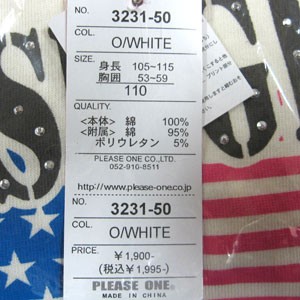 NO. 3231-50
COL. O/WHITE
SIZE.
身長 105~115
胸囲 53~59
110
QUALITY:
<本体> 綿 100%
<附属> 綿 95%
ポリウレタン 5%
PLEASE ONE CO.,LTD.
052-910-8511
http://www.please-one.co.jp
NO. 3231-50
COL. O/WHITE
PRICE.
¥1,900-
(税込¥1,995-)
PLEASE ONE.
MADE IN CHINA